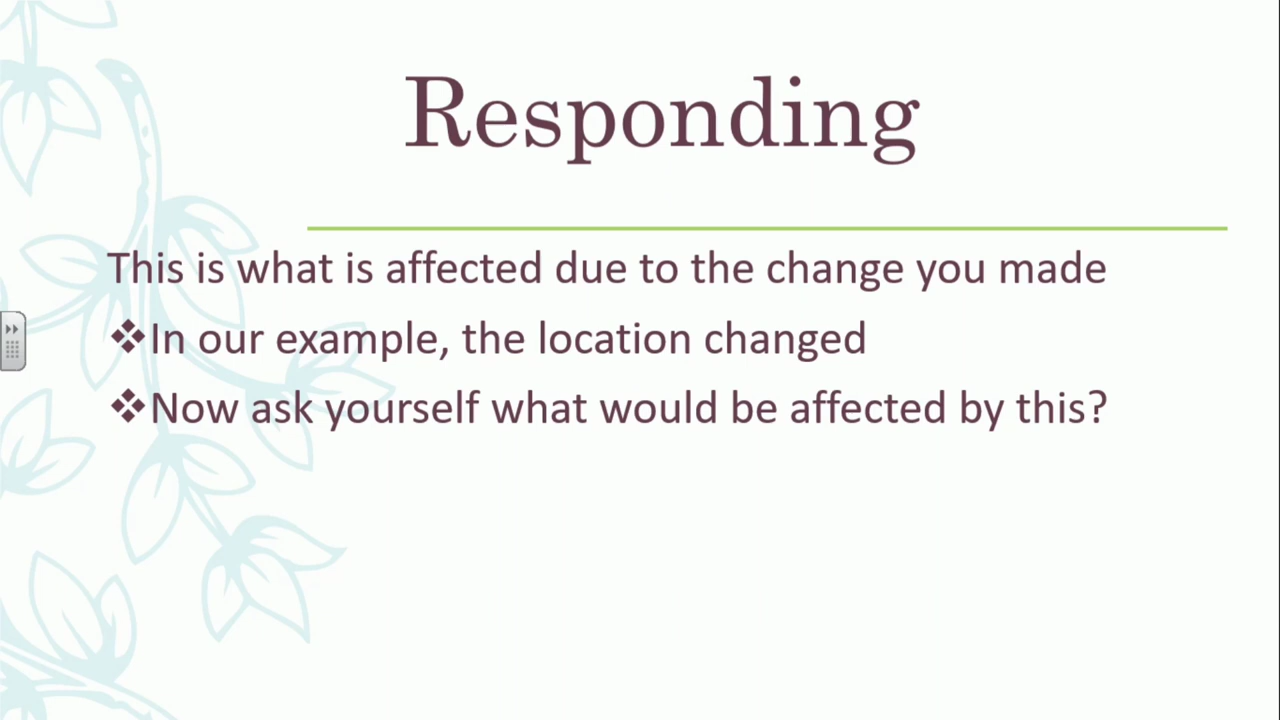 Responding
This is what is affected due to the change you made
❖In our example, the location changed
❖Now ask yourself what would be affected by this?